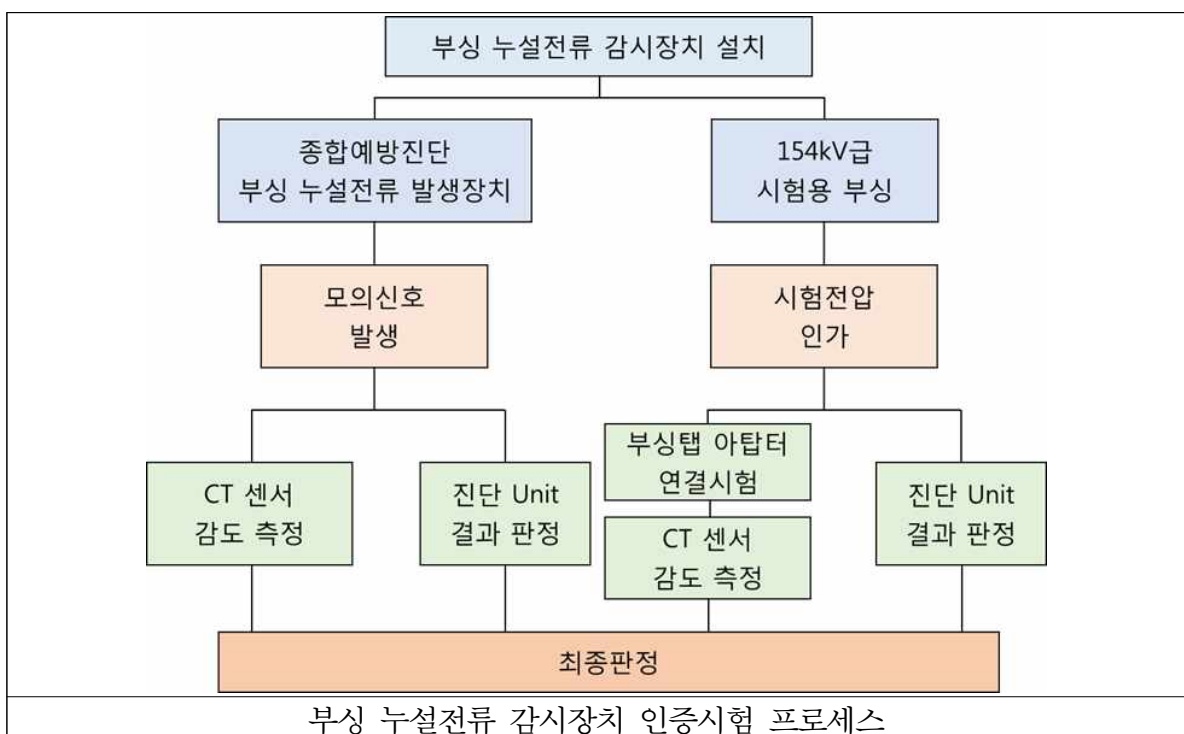 부싱 누설전류 감시장치 설치
종합예방진단
부싱 누설전류 발생장치
154kV급
시험용 부싱
모의신호
발생
시험전압
인가
CT 센서
감도 측정
진단 Unit
결과 판정
부싱탭 아탑터
연결시험
CT 센서
감도 측정
진단 Unit
결과 판정
최종판정
부싱 누설전류 감시장치 인증시험 프로세스